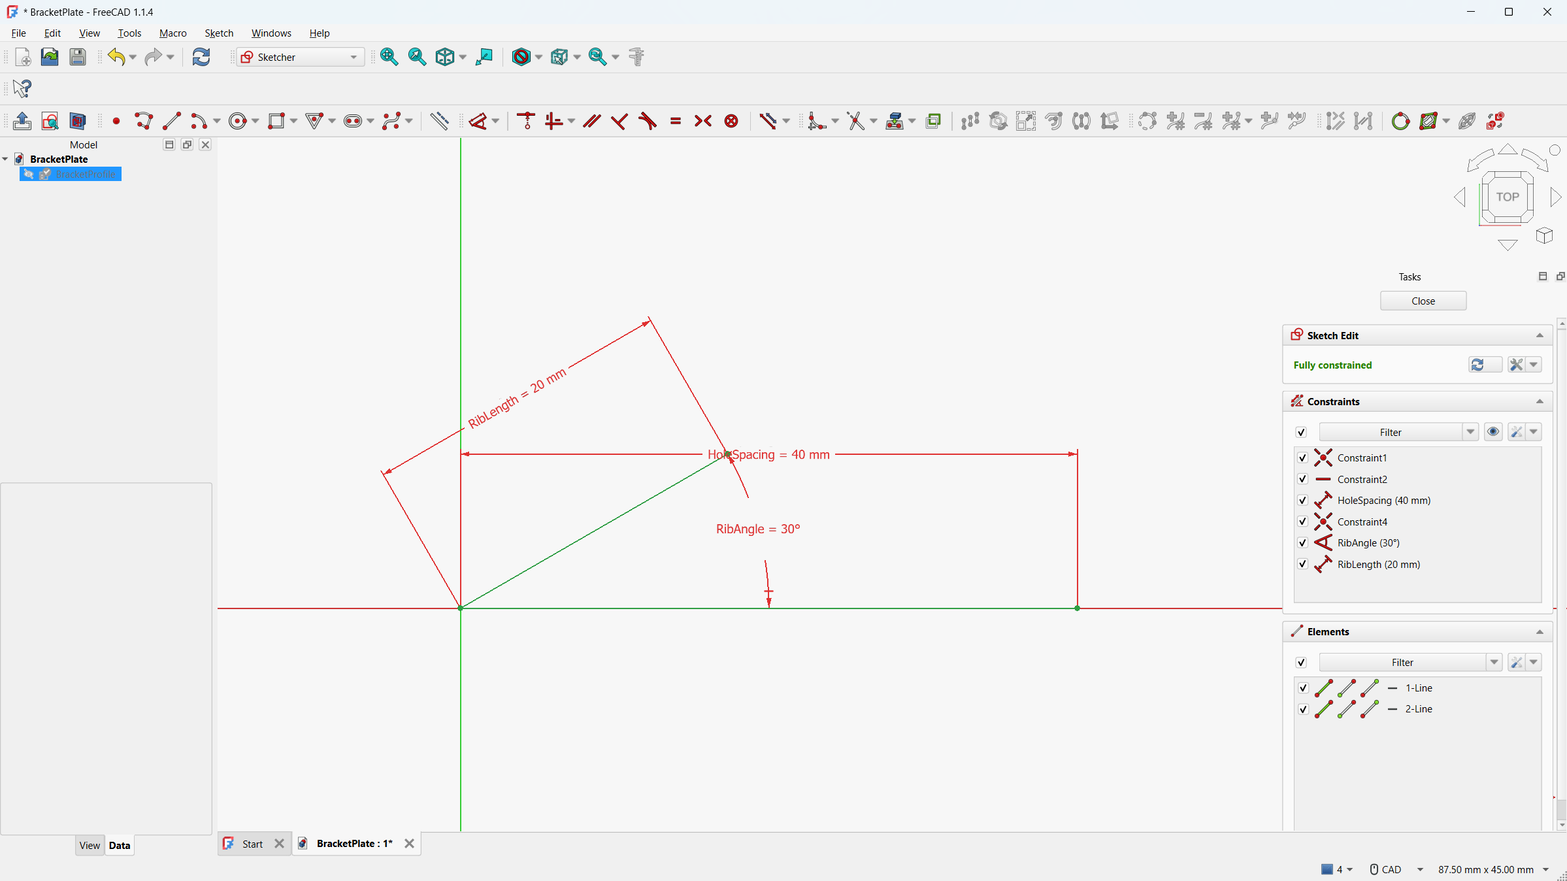 * BracketPlate - FreeCAD 1.1.4
File Edit View Tools Macro Sketch Windows Help
Sketcher
Model
BracketPlate
BracketProfile
TOP
Tasks
Close
Sketch Edit
Fully constrained
Constraints
Filter
Constraint1
Constraint2
HoleSpacing (40 mm)
Constraint4
RibAngle (30°)
RibLength (20 mm)
Elements
Filter
1-Line
2-Line
RibLength = 20 mm
HoleSpacing = 40 mm
RibAngle = 30°
View Data
Start
BracketPlate : 1*
4 CAD 87.50 mm x 45.00 mm